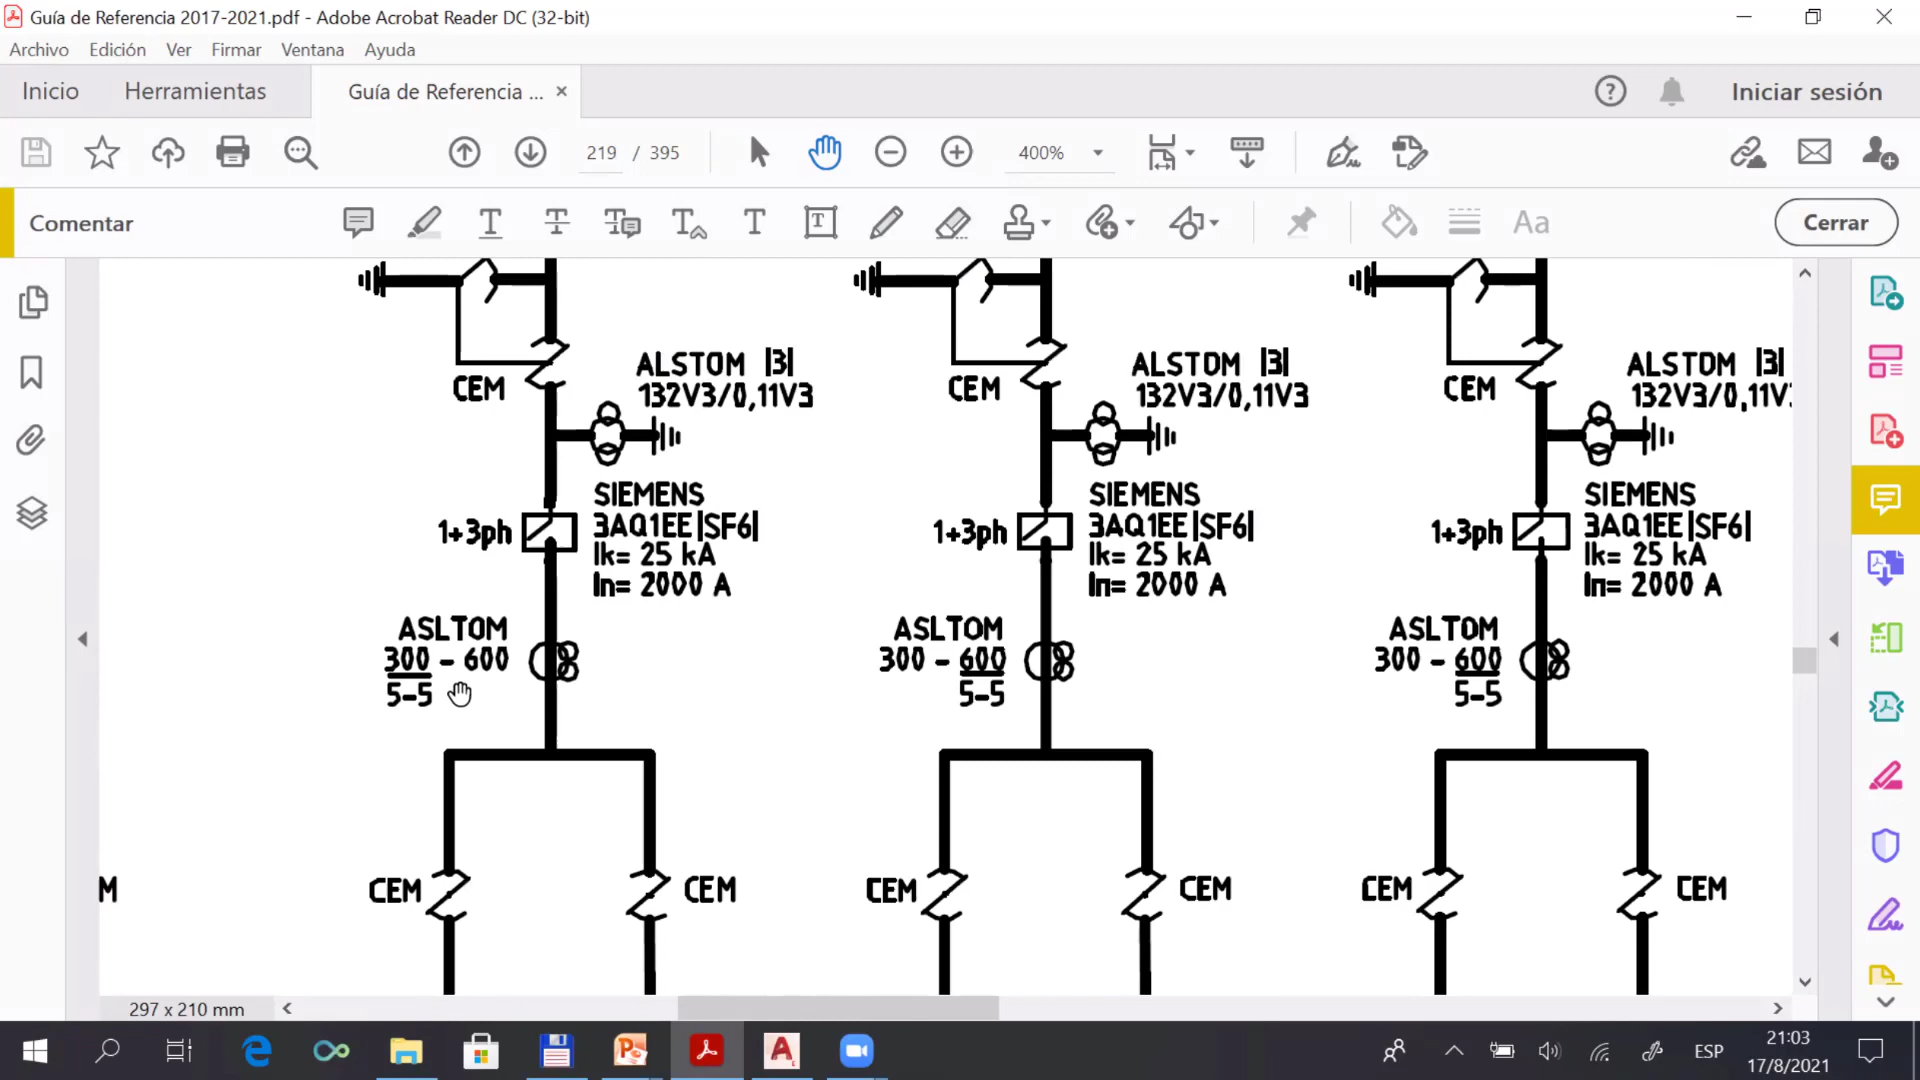 Guía de Referencia 2017-2021.pdf - Adobe Acrobat Reader DC (32-bit)
Archivo Edición Ver Firmar Ventana Ayuda
Inicio Herramientas Guía de Referencia ... × Iniciar sesión
219 / 395 400%
Comentar Cerrar
ALSTOM |3| ALSTOM |3| ALSTOM |3|
CEM 132V3/0,11V3 CEM 132V3/0,11V3 CEM 132V3/0,11V
SIEMENS SIEMENS SIEMENS
1+3ph 3AQ1EE|SF6| 1+3ph 3AQ1EE|SF6| 1+3ph 3AQ1EE|SF6|
Ik= 25 kA Ik= 25 kA Ik= 25 kA
In= 2000 A In= 2000 A In= 2000 A
ASLTOM ASLTOM ASLTOM
300 - 600 300 - 600 300 - 600
5-5 5-5 5-5
M CEM CEM CEM CEM CEM CEM
297 x 210 mm
ESP 21:03
17/8/2021